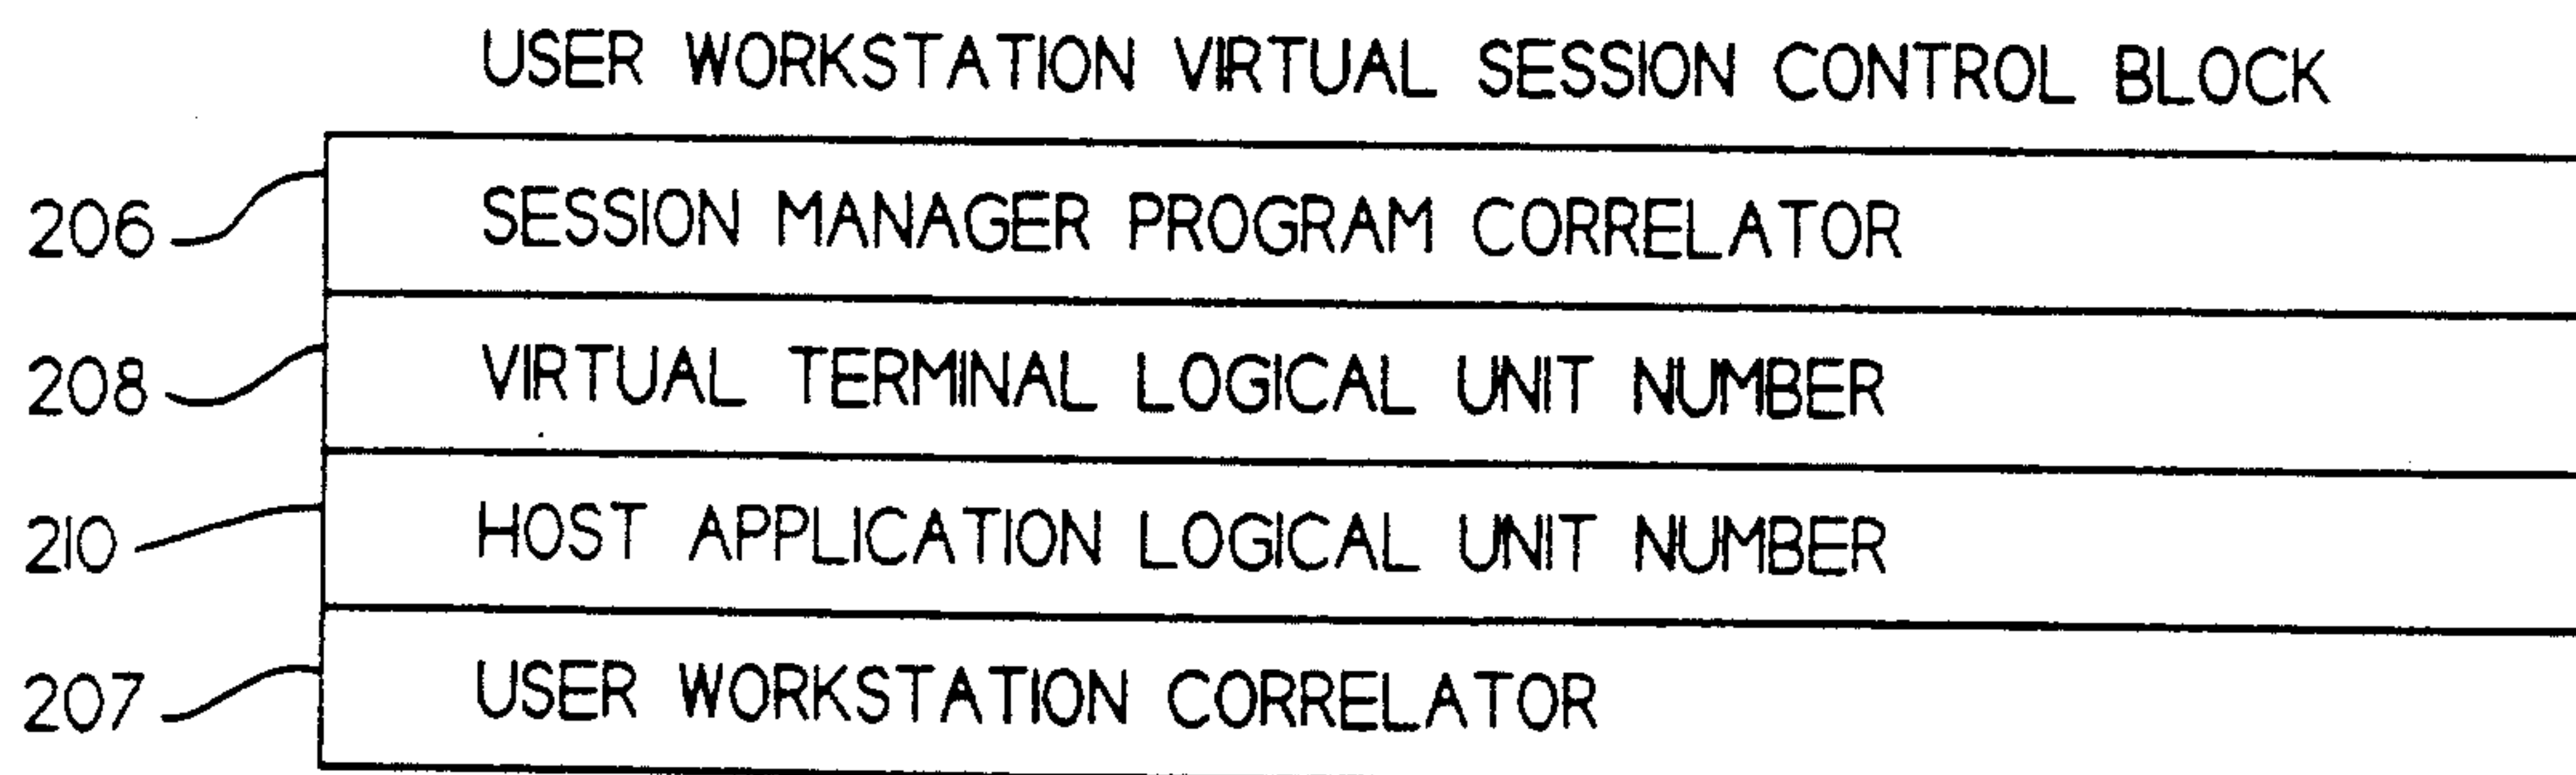 USER WORKSTATION VIRTUAL SESSION CONTROL BLOCK
206 SESSION MANAGER PROGRAM CORRELATOR
208 VIRTUAL TERMINAL LOGICAL UNIT NUMBER
210 HOST APPLICATION LOGICAL UNIT NUMBER
207 USER WORKSTATION CORRELATOR